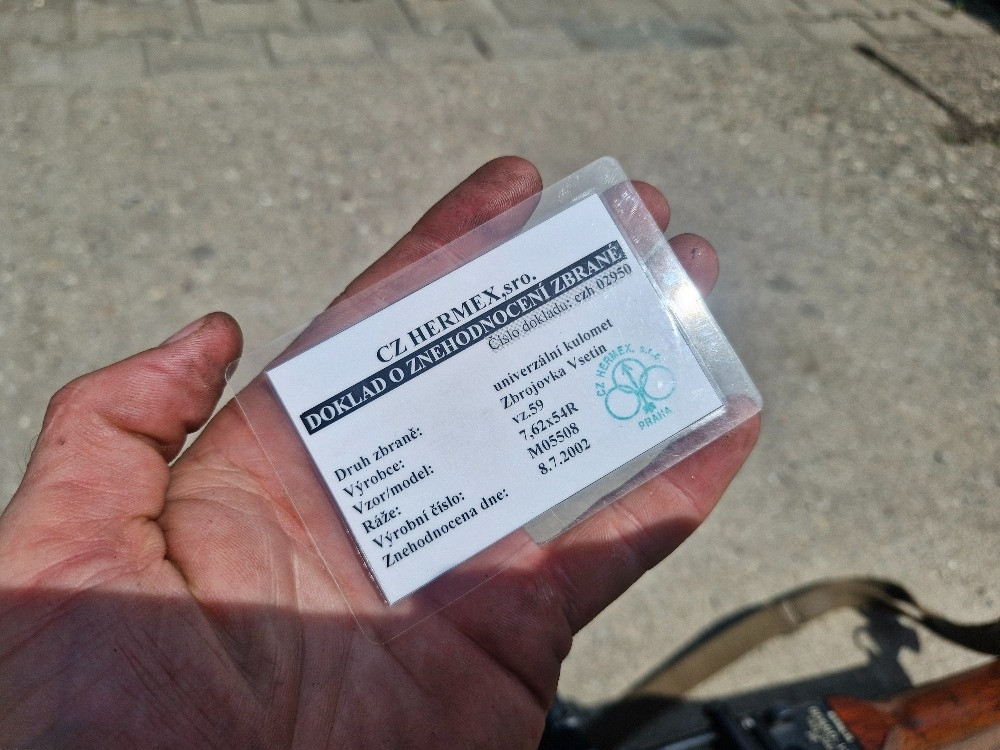 CZ HERMEX,sro.
DOKLAD O ZNEHODNOCENÍ ZBRANĚ
Číslo dokladu: czh 02950
Druh zbraně: univerzální kulomet
Výrobce: Zbrojovka Vsetín
Vzor/model: vz.59
Ráže: 7,62x54R
Výrobní číslo: M05508
Znehodnocena dne: 8.7.2002
CZ HERMEX, s.r.o.
PRAHA